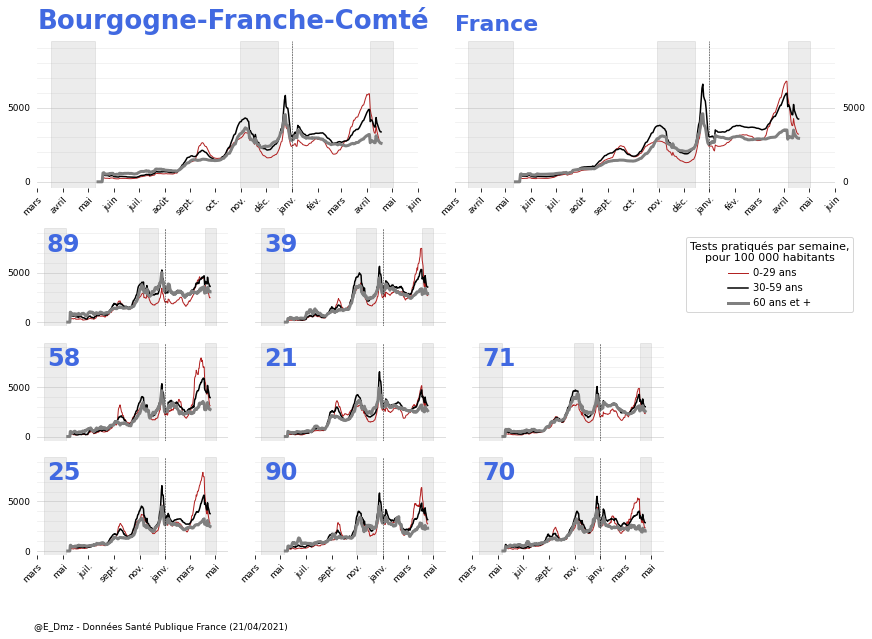 Bourgogne-Franche-Comté
France
5000
0
5000
0
mars
avril
mai
juin
juil.
août
sept.
oct.
nov.
déc.
janv.
fév.
mars
avril
mai
juin
mars
avril
mai
juin
juil.
août
sept.
oct.
nov.
déc.
janv.
fév.
mars
avril
mai
juin
89
39
5000
0
Tests pratiqués par semaine,
pour 100 000 habitants
0-29 ans
30-59 ans
60 ans et +
58
21
71
5000
0
25
90
70
5000
0
mars
mai
juil.
sept.
nov.
janv.
mars
mai
mars
mai
juil.
sept.
nov.
janv.
mars
mai
mars
mai
juil.
sept.
nov.
janv.
mars
mai
@E_Dmz - Données Santé Publique France (21/04/2021)